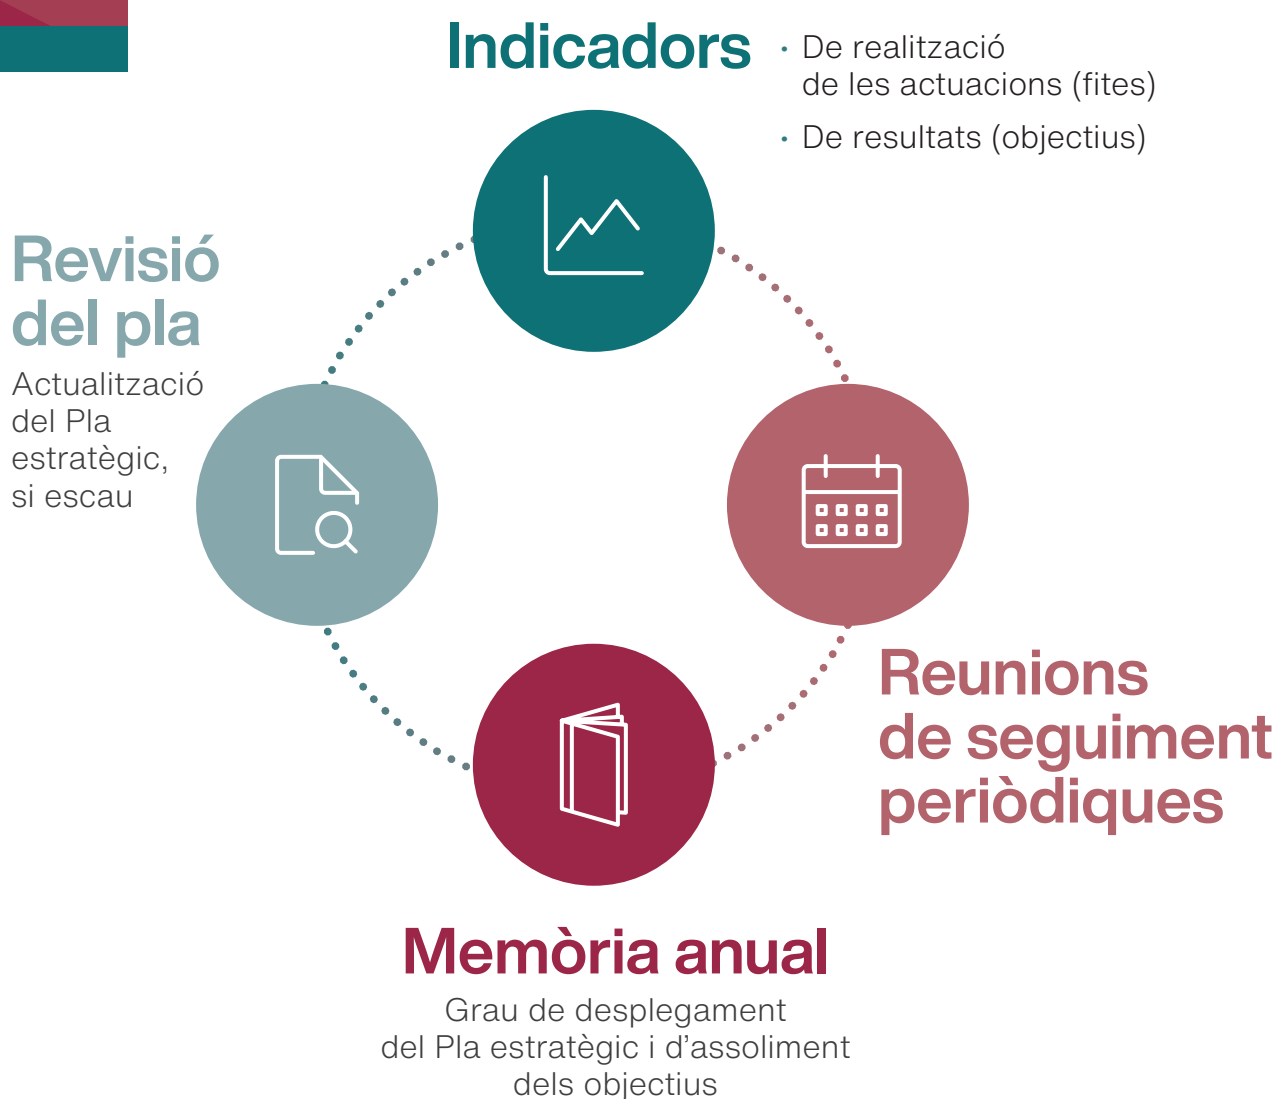 Indicadors
· De realització
de les actuacions (fites)
· De resultats (objectius)
Revisió
del pla
Actualització
del Pla
estratègic,
si escau
Reunions
de seguiment
periòdiques
Memòria anual
Grau de desplegament
del Pla estratègic i d’assoliment
dels objectius